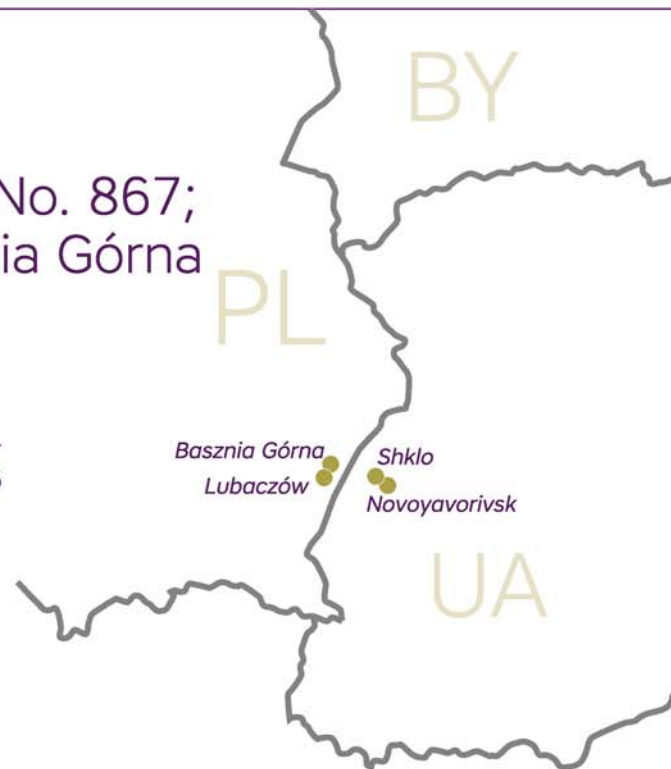 BY
No. 867;
ia Górna
PL
Basznia Górna
Shklo
Lubaczów
Novoyavorivsk
UA